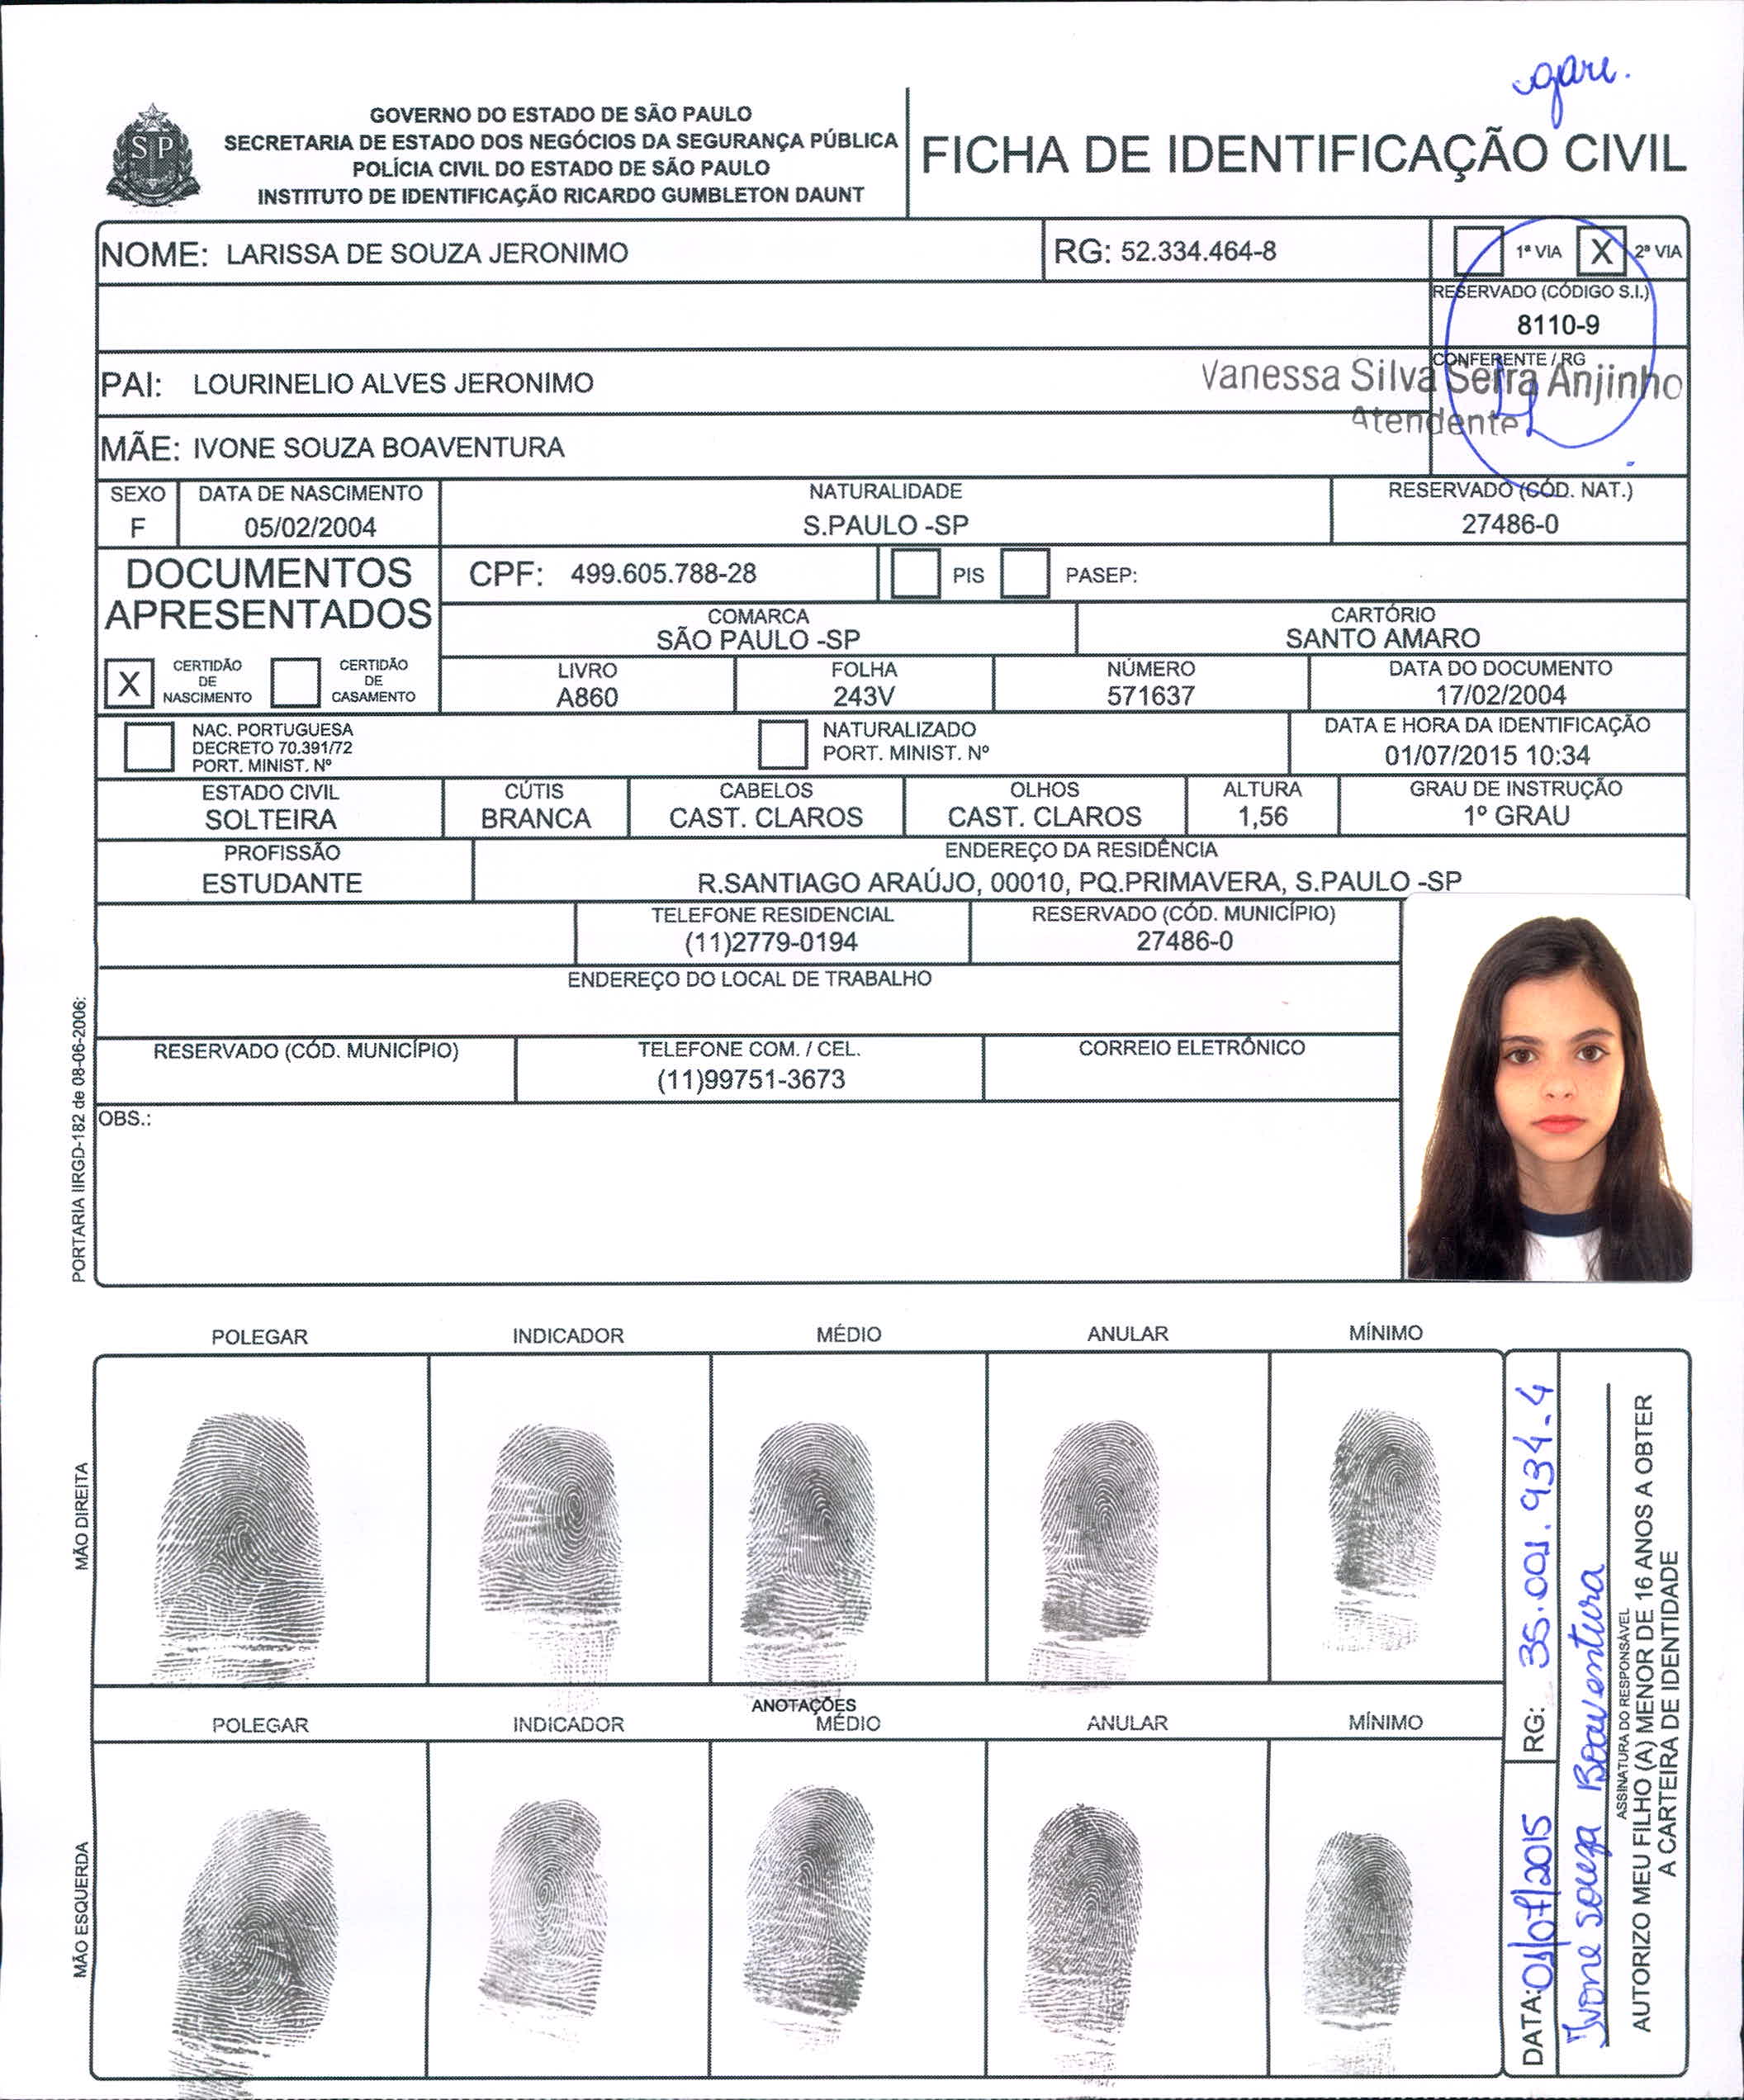 GOVERNO DO ESTADO DE SÃO PAULO
SECRETARIA DE ESTADO DOS NEGÓCIOS DA SEGURANÇA PÚBLICA
POLÍCIA CIVIL DO ESTADO DE SÃO PAULO
INSTITUTO DE IDENTIFICAÇÃO RICARDO GUMBLETON DAUNT
SP
FICHA DE IDENTIFICAÇÃO CIVIL
NOME: LARISSA DE SOUZA JERONIMO RG: 52.334.464-8 1ª VIA X 2ª VIA
RESERVADO (CÓDIGO S.I.)
8110-9
PAI: LOURINELIO ALVES JERONIMO
CONFERENTE / RG
Vanessa Silva Serra Anjinho
Atendente
MÃE: IVONE SOUZA BOAVENTURA
SEXO DATA DE NASCIMENTO NATURALIDADE RESERVADO (CÓD. NAT.)
F 05/02/2004 S.PAULO -SP 27486-0
DOCUMENTOS APRESENTADOS
CPF: 499.605.788-28 PIS PASEP:
COMARCA CARTÓRIO
SÃO PAULO -SP SANTO AMARO
X CERTIDÃO DE NASCIMENTO CERTIDÃO DE CASAMENTO
LIVRO FOLHA NÚMERO DATA DO DOCUMENTO
A860 243V 571637 17/02/2004
NAC. PORTUGUESA
DECRETO 70.391/72
PORT. MINIST. Nº
NATURALIZADO
PORT. MINIST. Nº
DATA E HORA DA IDENTIFICAÇÃO
01/07/2015 10:34
ESTADO CIVIL CÚTIS CABELOS OLHOS ALTURA GRAU DE INSTRUÇÃO
SOLTEIRA BRANCA CAST. CLAROS CAST. CLAROS 1,56 1º GRAU
PROFISSÃO ENDEREÇO DA RESIDÊNCIA
ESTUDANTE R.SANTIAGO ARAÚJO, 00010, PQ.PRIMAVERA, S.PAULO -SP
TELEFONE RESIDENCIAL RESERVADO (CÓD. MUNICÍPIO)
(11)2779-0194 27486-0
ENDEREÇO DO LOCAL DE TRABALHO
RESERVADO (CÓD. MUNICÍPIO) TELEFONE COM. / CEL. CORREIO ELETRÔNICO
(11)99751-3673
OBS.:
PORTARIA IIRGD-182 de 08-06-2006:
POLEGAR INDICADOR MÉDIO ANULAR MÍNIMO
MÃO DIREITA
ANOTAÇÕES
POLEGAR INDICADOR MÉDIO ANULAR MÍNIMO
MÃO ESQUERDA
DATA: 01/07/2015 RG: 35.001.934-4
Ivone souza Boaventura
ASSINATURA DO RESPONSÁVEL
AUTORIZO MEU FILHO (A) MENOR DE 16 ANOS A OBTER
A CARTEIRA DE IDENTIDADE